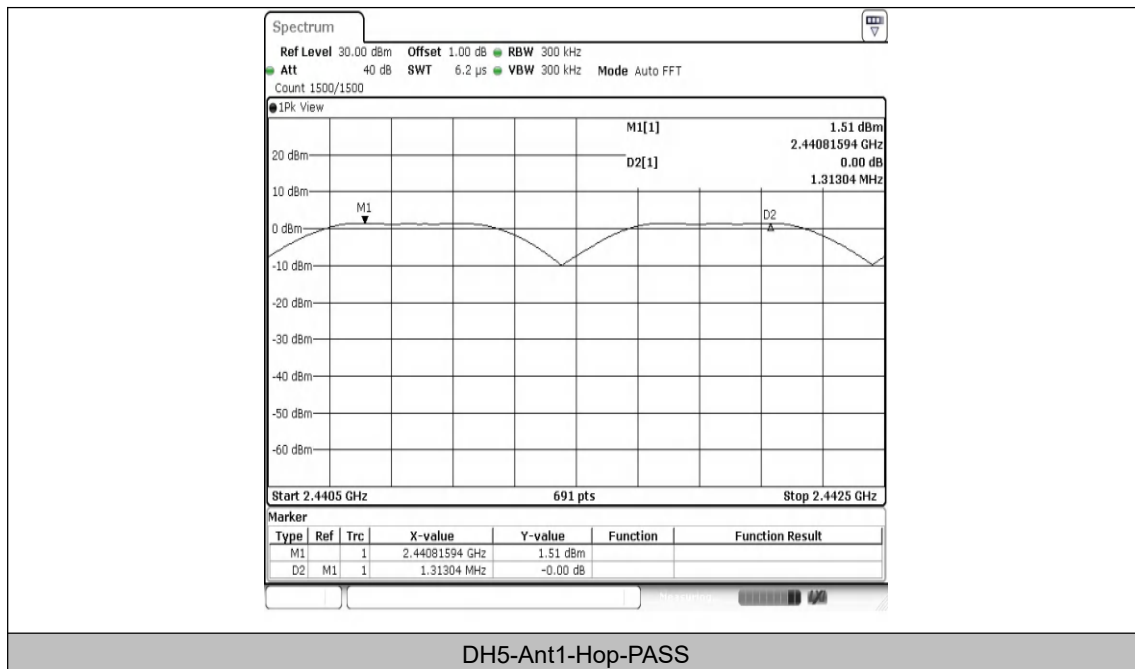 Spectrum
Ref Level 30.00 dBm Offset 1.00 dB RBW 300 kHz
Att 40 dB SWT 6.2 µs VBW 300 kHz Mode Auto FFT
Count 1500/1500
1Pk View
M1[1] 1.51 dBm
2.44081594 GHz
20 dBm
D2[1] 0.00 dB
1.31304 MHz
10 dBm
M1
D2
0 dBm
-10 dBm
-20 dBm
-30 dBm
-40 dBm
-50 dBm
-60 dBm
Start 2.4405 GHz 691 pts Stop 2.4425 GHz
Marker
Type Ref Trc X-value Y-value Function Function Result
M1 1 2.44081594 GHz 1.51 dBm
D2 M1 1 1.31304 MHz -0.00 dB
Measuring...
DH5-Ant1-Hop-PASS